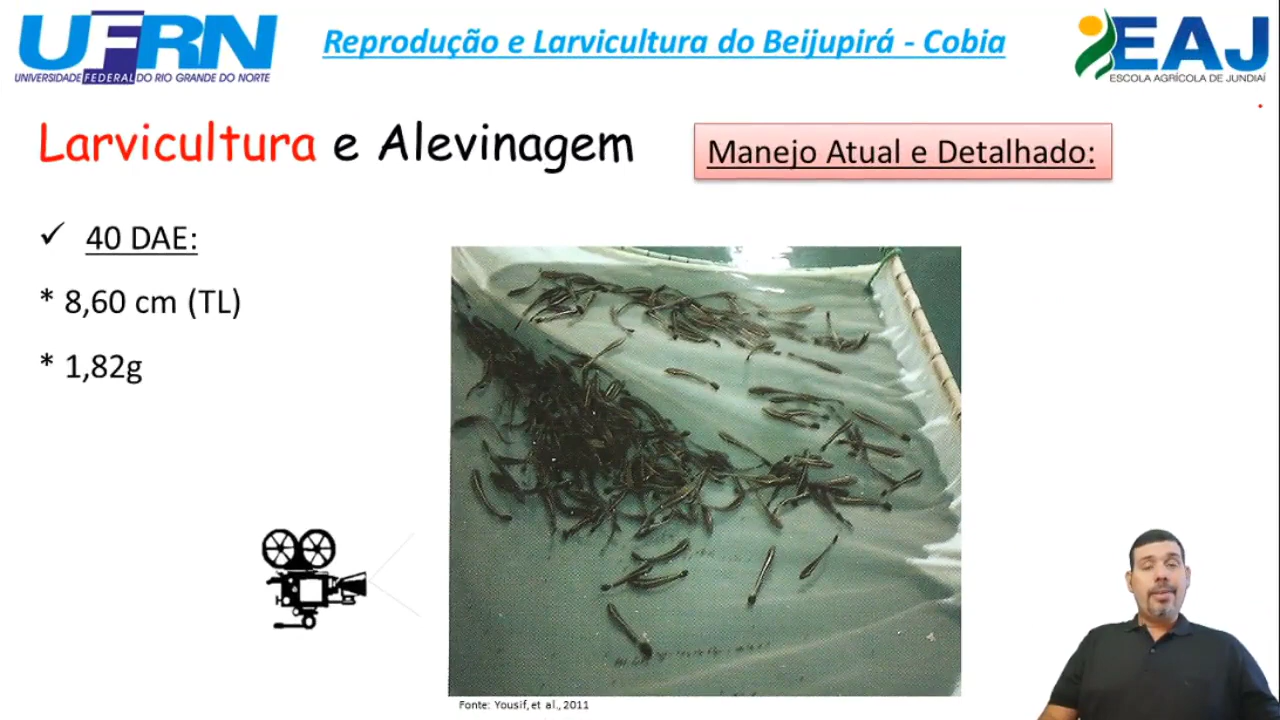 UFRN
UNIVERSIDADE FEDERAL DO RIO GRANDE DO NORTE
Reprodução e Larvicultura do Beijupirá - Cobia
EAJ
ESCOLA AGRÍCOLA DE JUNDIAÍ
Larvicultura e Alevinagem
Manejo Atual e Detalhado:
✓ 40 DAE:
* 8,60 cm (TL)
* 1,82g
Fonte: Yousif, et al., 2011